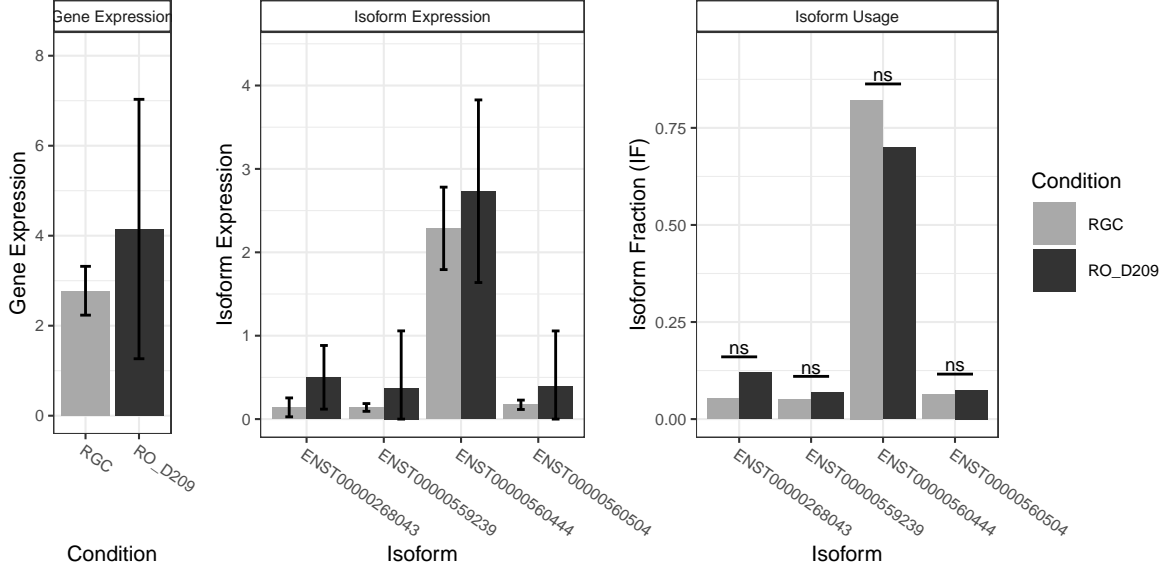 Gene Expression
Isoform Expression
Isoform Usage
Gene Expression
8
6
4
2
0
RGC
RO_D209
Condition
Isoform Expression
4
3
2
1
0
ENST00000268043
ENST00000559239
ENST00000560444
ENST00000560504
Isoform
Isoform Fraction (IF)
0.75
0.50
0.25
0.00
ns
ns
ns
ns
ENST00000268043
ENST00000559239
ENST00000560444
ENST00000560504
Isoform
Condition
RGC
RO_D209